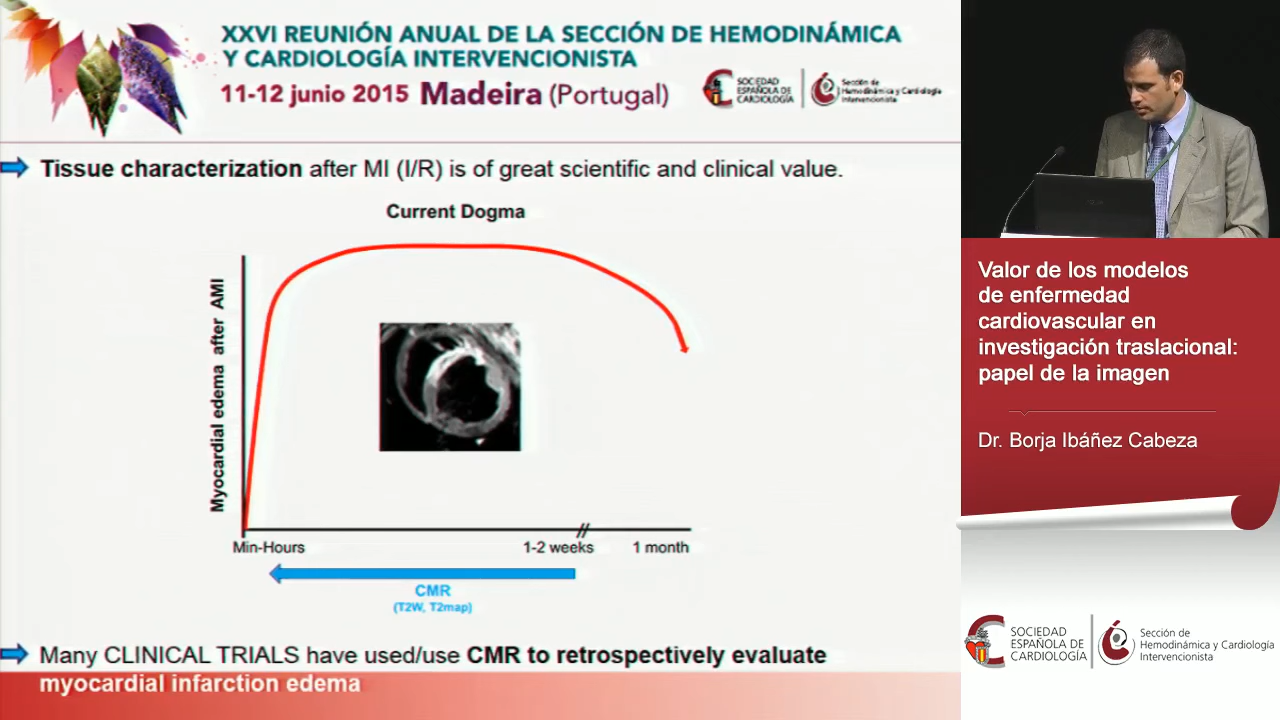 XXVI REUNIÓN ANUAL DE LA SECCIÓN DE HEMODINÁMICA
Y CARDIOLOGÍA INTERVENCIONISTA
11-12 junio 2015 Madeira (Portugal)
SOCIEDAD
ESPAÑOLA DE
CARDIOLOGÍA
Sección de
Hemodinámica y Cardiología
Intervencionista
Tissue characterization after MI (I/R) is of great scientific and clinical value.
Current Dogma
Myocardial edema after AMI
Min-Hours
1-2 weeks
1 month
CMR
(T2W, T2map)
Many CLINICAL TRIALS have used/use CMR to retrospectively evaluate
myocardial infarction edema
Valor de los modelos
de enfermedad
cardiovascular en
investigación traslacional:
papel de la imagen
Dr. Borja Ibáñez Cabeza
SOCIEDAD
ESPAÑOLA DE
CARDIOLOGÍA
Sección de
Hemodinámica y Cardiología
Intervencionista